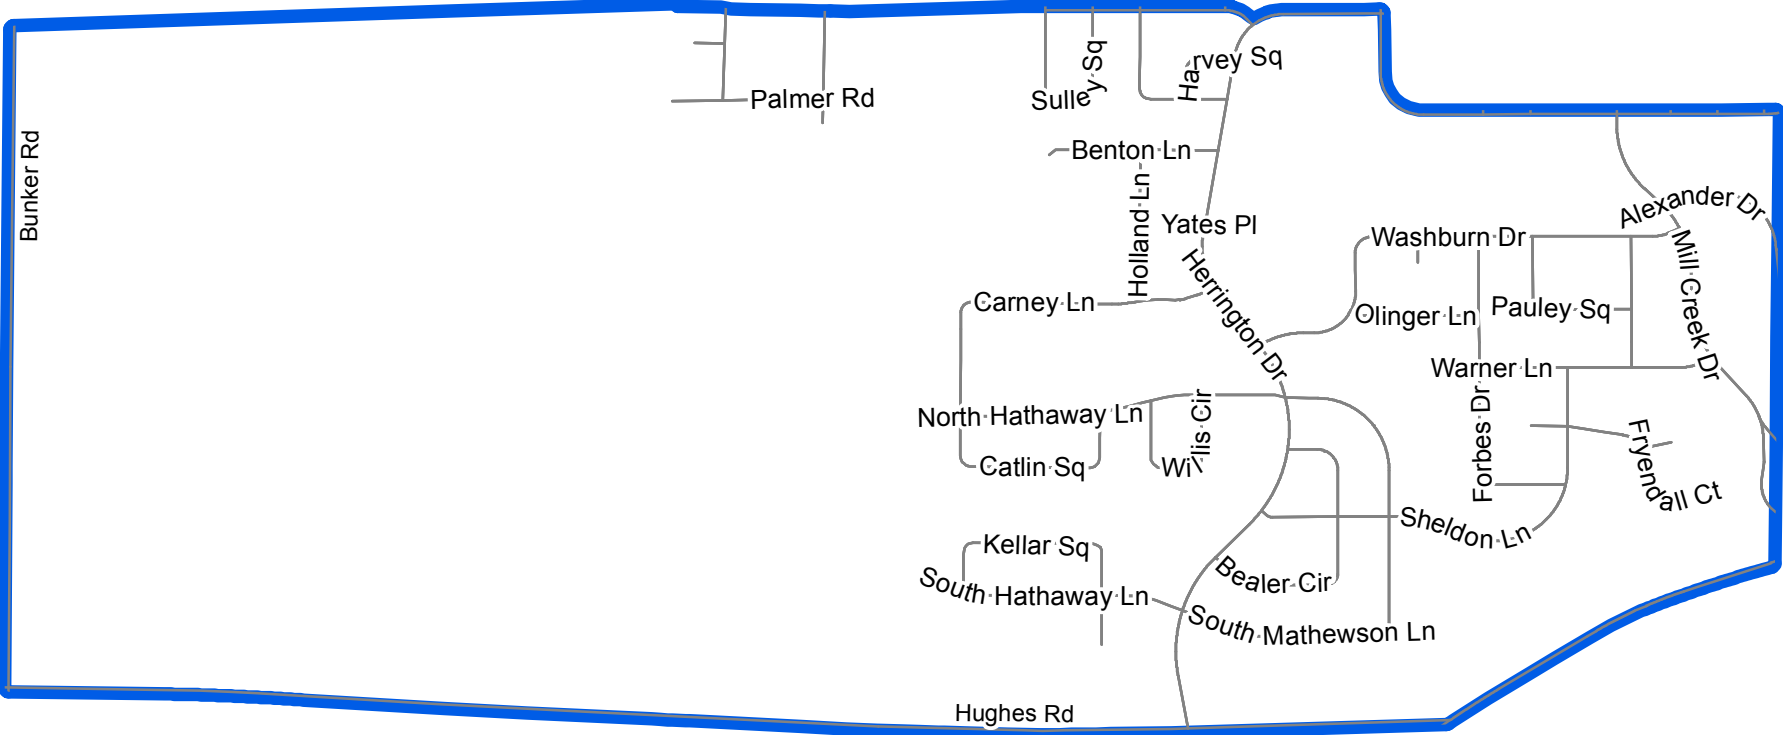 Sulley Sq
Harvey Sq
Palmer Rd
Bunker Rd
Benton Ln
Holland Ln
Yates Pl
Alexander Dr
Washburn Dr
Mill Creek Dr
Herrington Dr
Carney Ln
Olinger Ln
Pauley Sq
Warner Ln
North Hathaway Ln
Willis Cir
Forbes Dr
Fryendall Ct
Catlin Sq
Sheldon Ln
Kellar Sq
Bealer Cir
South Hathaway Ln
South Mathewson Ln
Hughes Rd